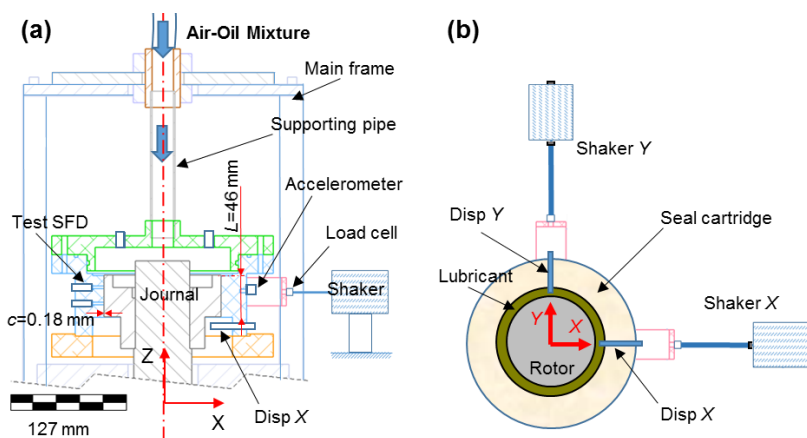 (a)
Air-Oil Mixture
Main frame
Supporting pipe
Accelerometer
Test SFD
L=46 mm
Load cell
Journal
Shaker
c=0.18 mm
Z
X
Disp X
127 mm
(b)
Shaker Y
Disp Y
Seal cartridge
Lubricant
Shaker X
Y
X
Rotor
Disp X